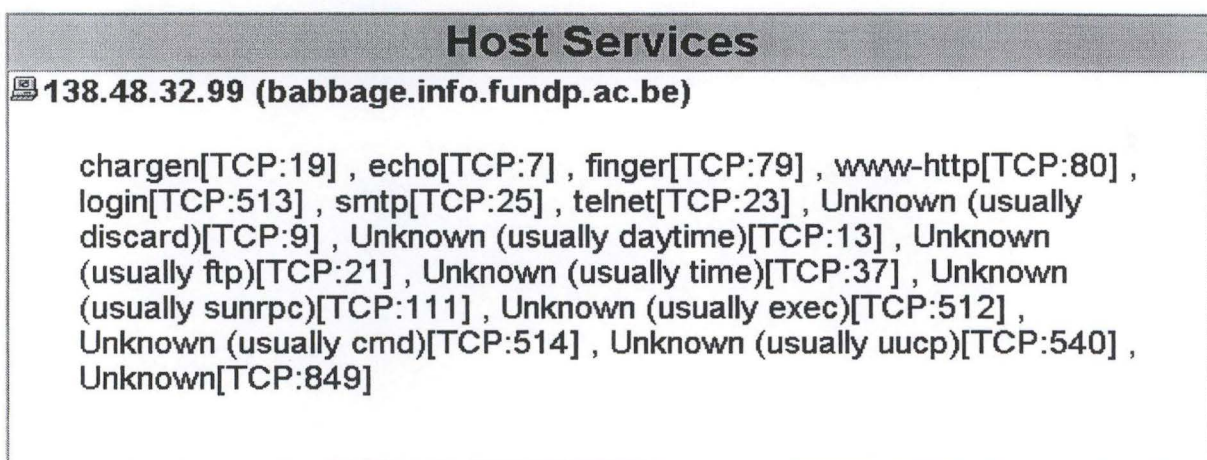 Host Services
138.48.32.99 (babbage.info.fundp.ac.be)
chargen[TCP:19] , echo[TCP:7] , finger[TCP:79] , www-http[TCP:80] ,
login[TCP:513] , smtp[TCP:25] , telnet[TCP:23] , Unknown (usually
discard)[TCP:9] , Unknown (usually daytime)[TCP:13] , Unknown
(usually ftp)[TCP:21] , Unknown (usually time)[TCP:37] , Unknown
(usually sunrpc)[TCP:111] , Unknown (usually exec)[TCP:512] ,
Unknown (usually cmd)[TCP:514] , Unknown (usually uucp)[TCP:540] ,
Unknown[TCP:849]